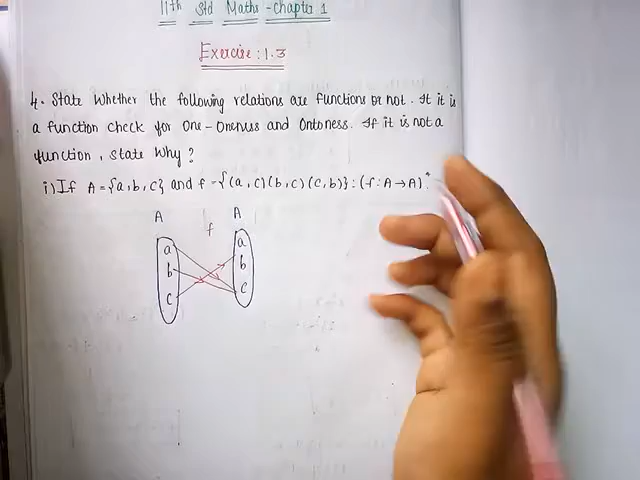 11th Std Maths - Chapter 1
Exercise : 1.3
4. State whether the following relations are functions or not. If it is
a function check for One-Oneness and Ontoness. If it is not a
function, state why?
i) If A = {a, b, c} and f = {(a, c) (b, c) (c, b)} : (f : A → A).
A A
f
a a
b b
c c